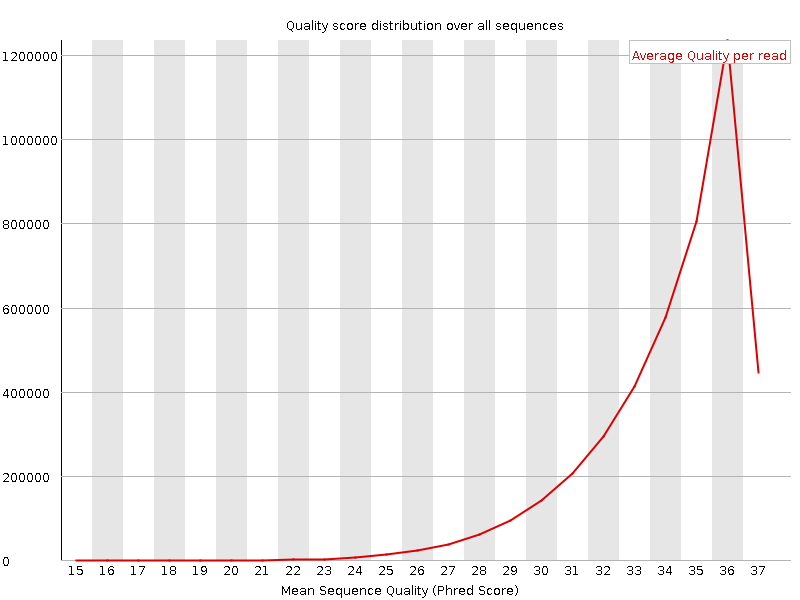 Quality score distribution over all sequences
Average Quality per read
1200000
1000000
800000
600000
400000
200000
0
15 16 17 18 19 20 21 22 23 24 25 26 27 28 29 30 31 32 33 34 35 36 37
Mean Sequence Quality (Phred Score)